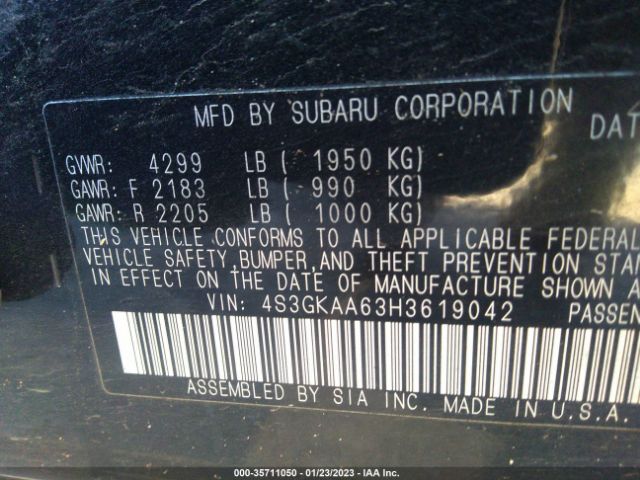 MFD BY SUBARU CORPORATION
DAT
GVWR: 4299 LB ( 1950 KG)
GAWR: F 2183 LB ( 990 KG)
GAWR: R 2205 LB ( 1000 KG)
THIS VEHICLE CONFORMS TO ALL APPLICABLE FEDERAL
VEHICLE SAFETY, BUMPER, AND THEFT PREVENTION STA
IN EFFECT ON THE DATE OF MANUFACTURE SHOWN A
VIN: 4S3GKAA63H3619042 PASSEN
ASSEMBLED BY SIA INC. MADE IN U.S.A.
000-35711050 - 01/23/2023 - IAA Inc.